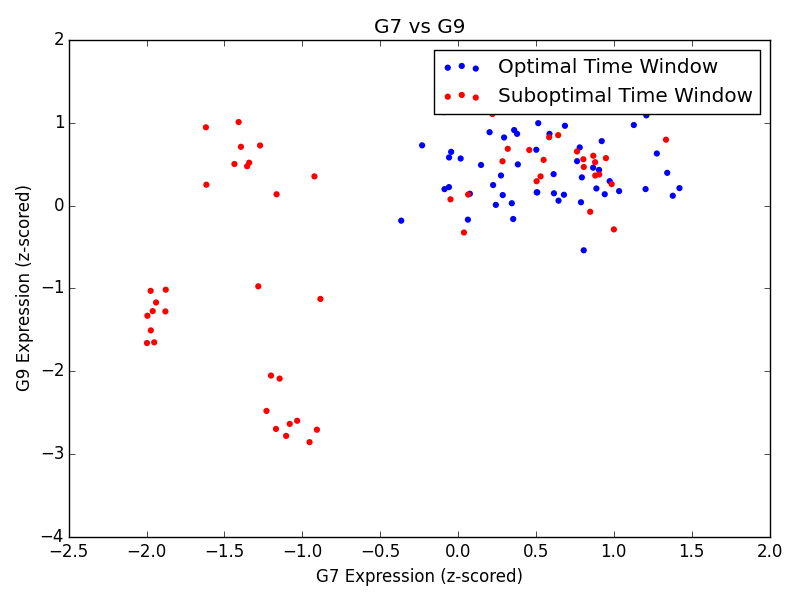 G7 vs G9
Optimal Time Window
Suboptimal Time Window
2
1
0
−1
−2
−3
−4
G9 Expression (z-scored)
−2.5 −2.0 −1.5 −1.0 −0.5 0.0 0.5 1.0 1.5 2.0
G7 Expression (z-scored)